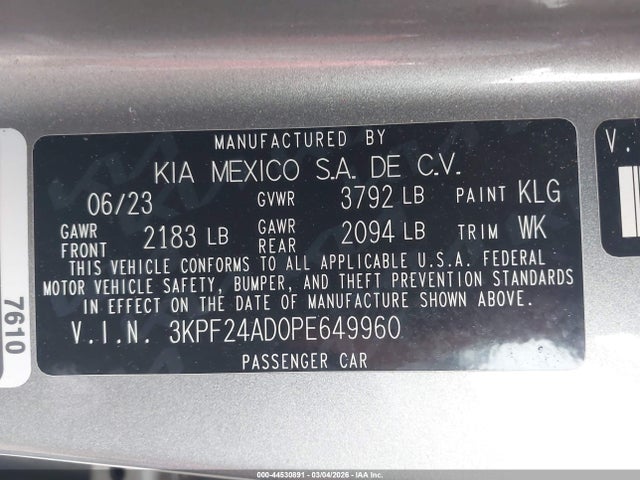 MANUFACTURED BY
KIA MEXICO S.A. DE C.V.
06/23 GVWR 3792 LB PAINT KLG
GAWR FRONT 2183 LB GAWR REAR 2094 LB TRIM WK
THIS VEHICLE CONFORMS TO ALL APPLICABLE U.S.A. FEDERAL
MOTOR VEHICLE SAFETY, BUMPER, AND THEFT PREVENTION STANDARDS
IN EFFECT ON THE DATE OF MANUFACTURE SHOWN ABOVE.
V.I.N. 3KPF24AD0PE649960
PASSENGER CAR
7610
V.
000-44530891 - 03/04/2026 - IAA, Inc.